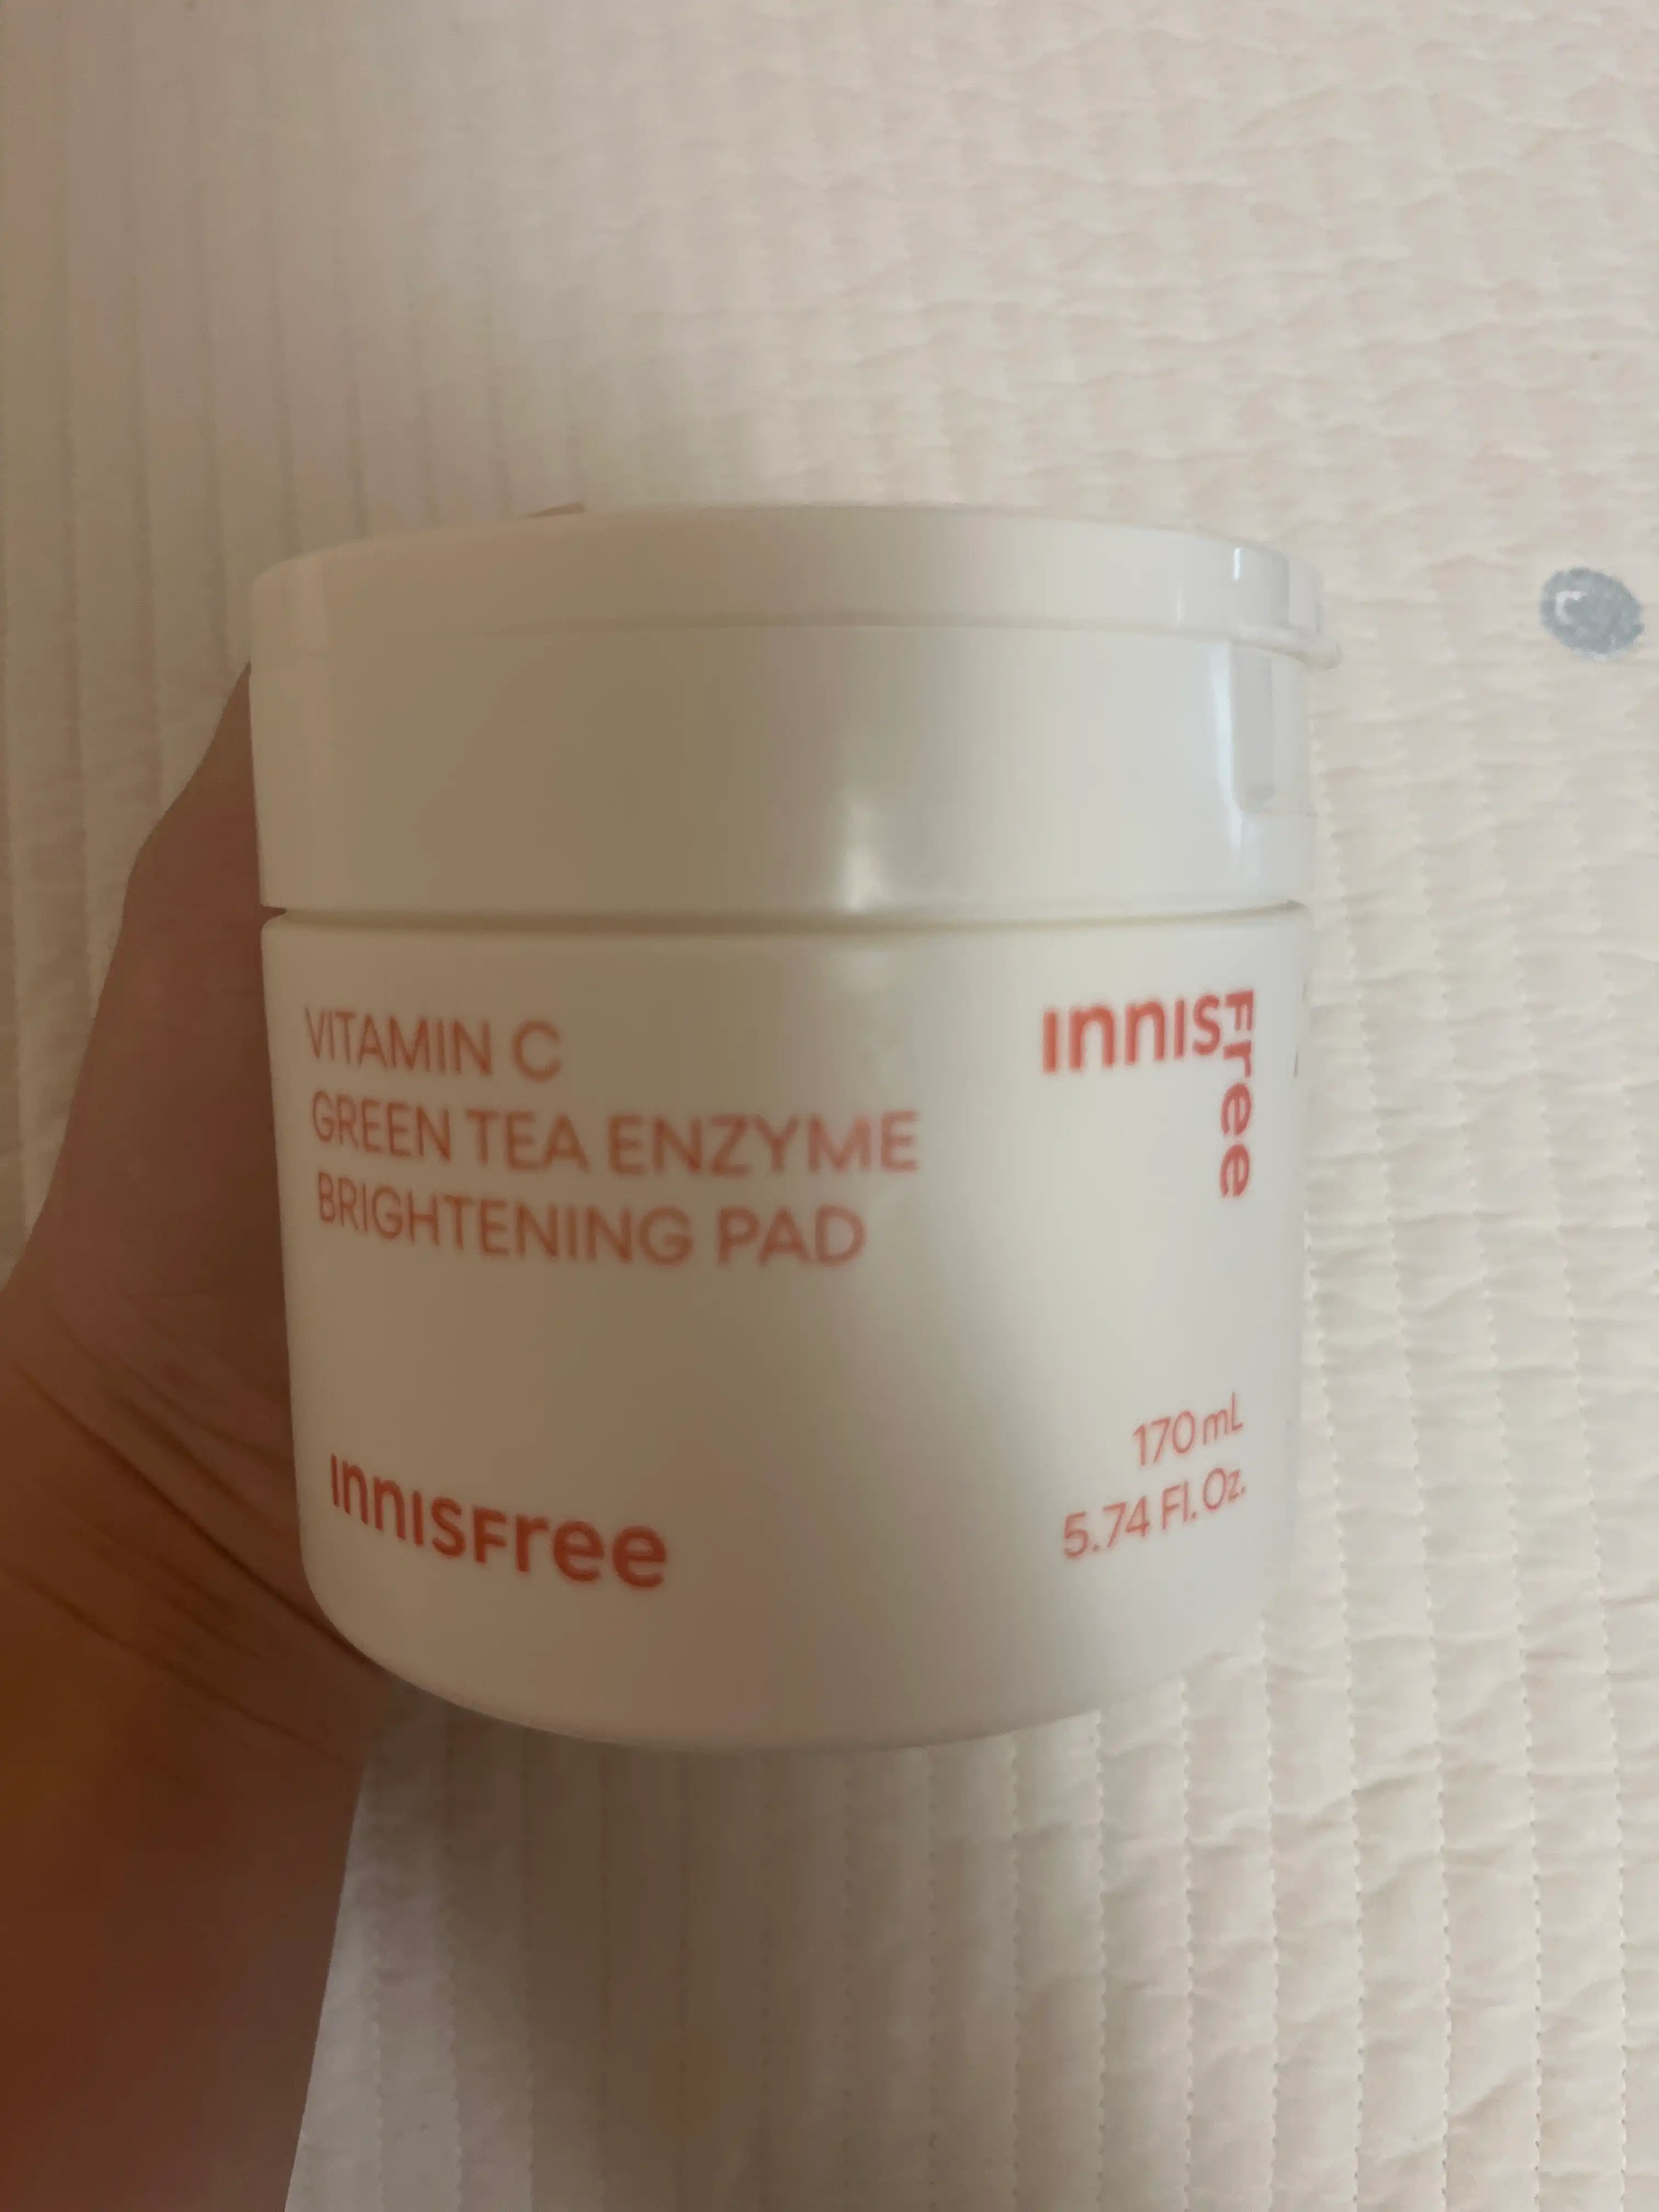 VITAMIN C
GREEN TEA ENZYME
BRIGHTENING PAD
INNISFree
INNISFree
170 mL
5.74 Fl. Oz.